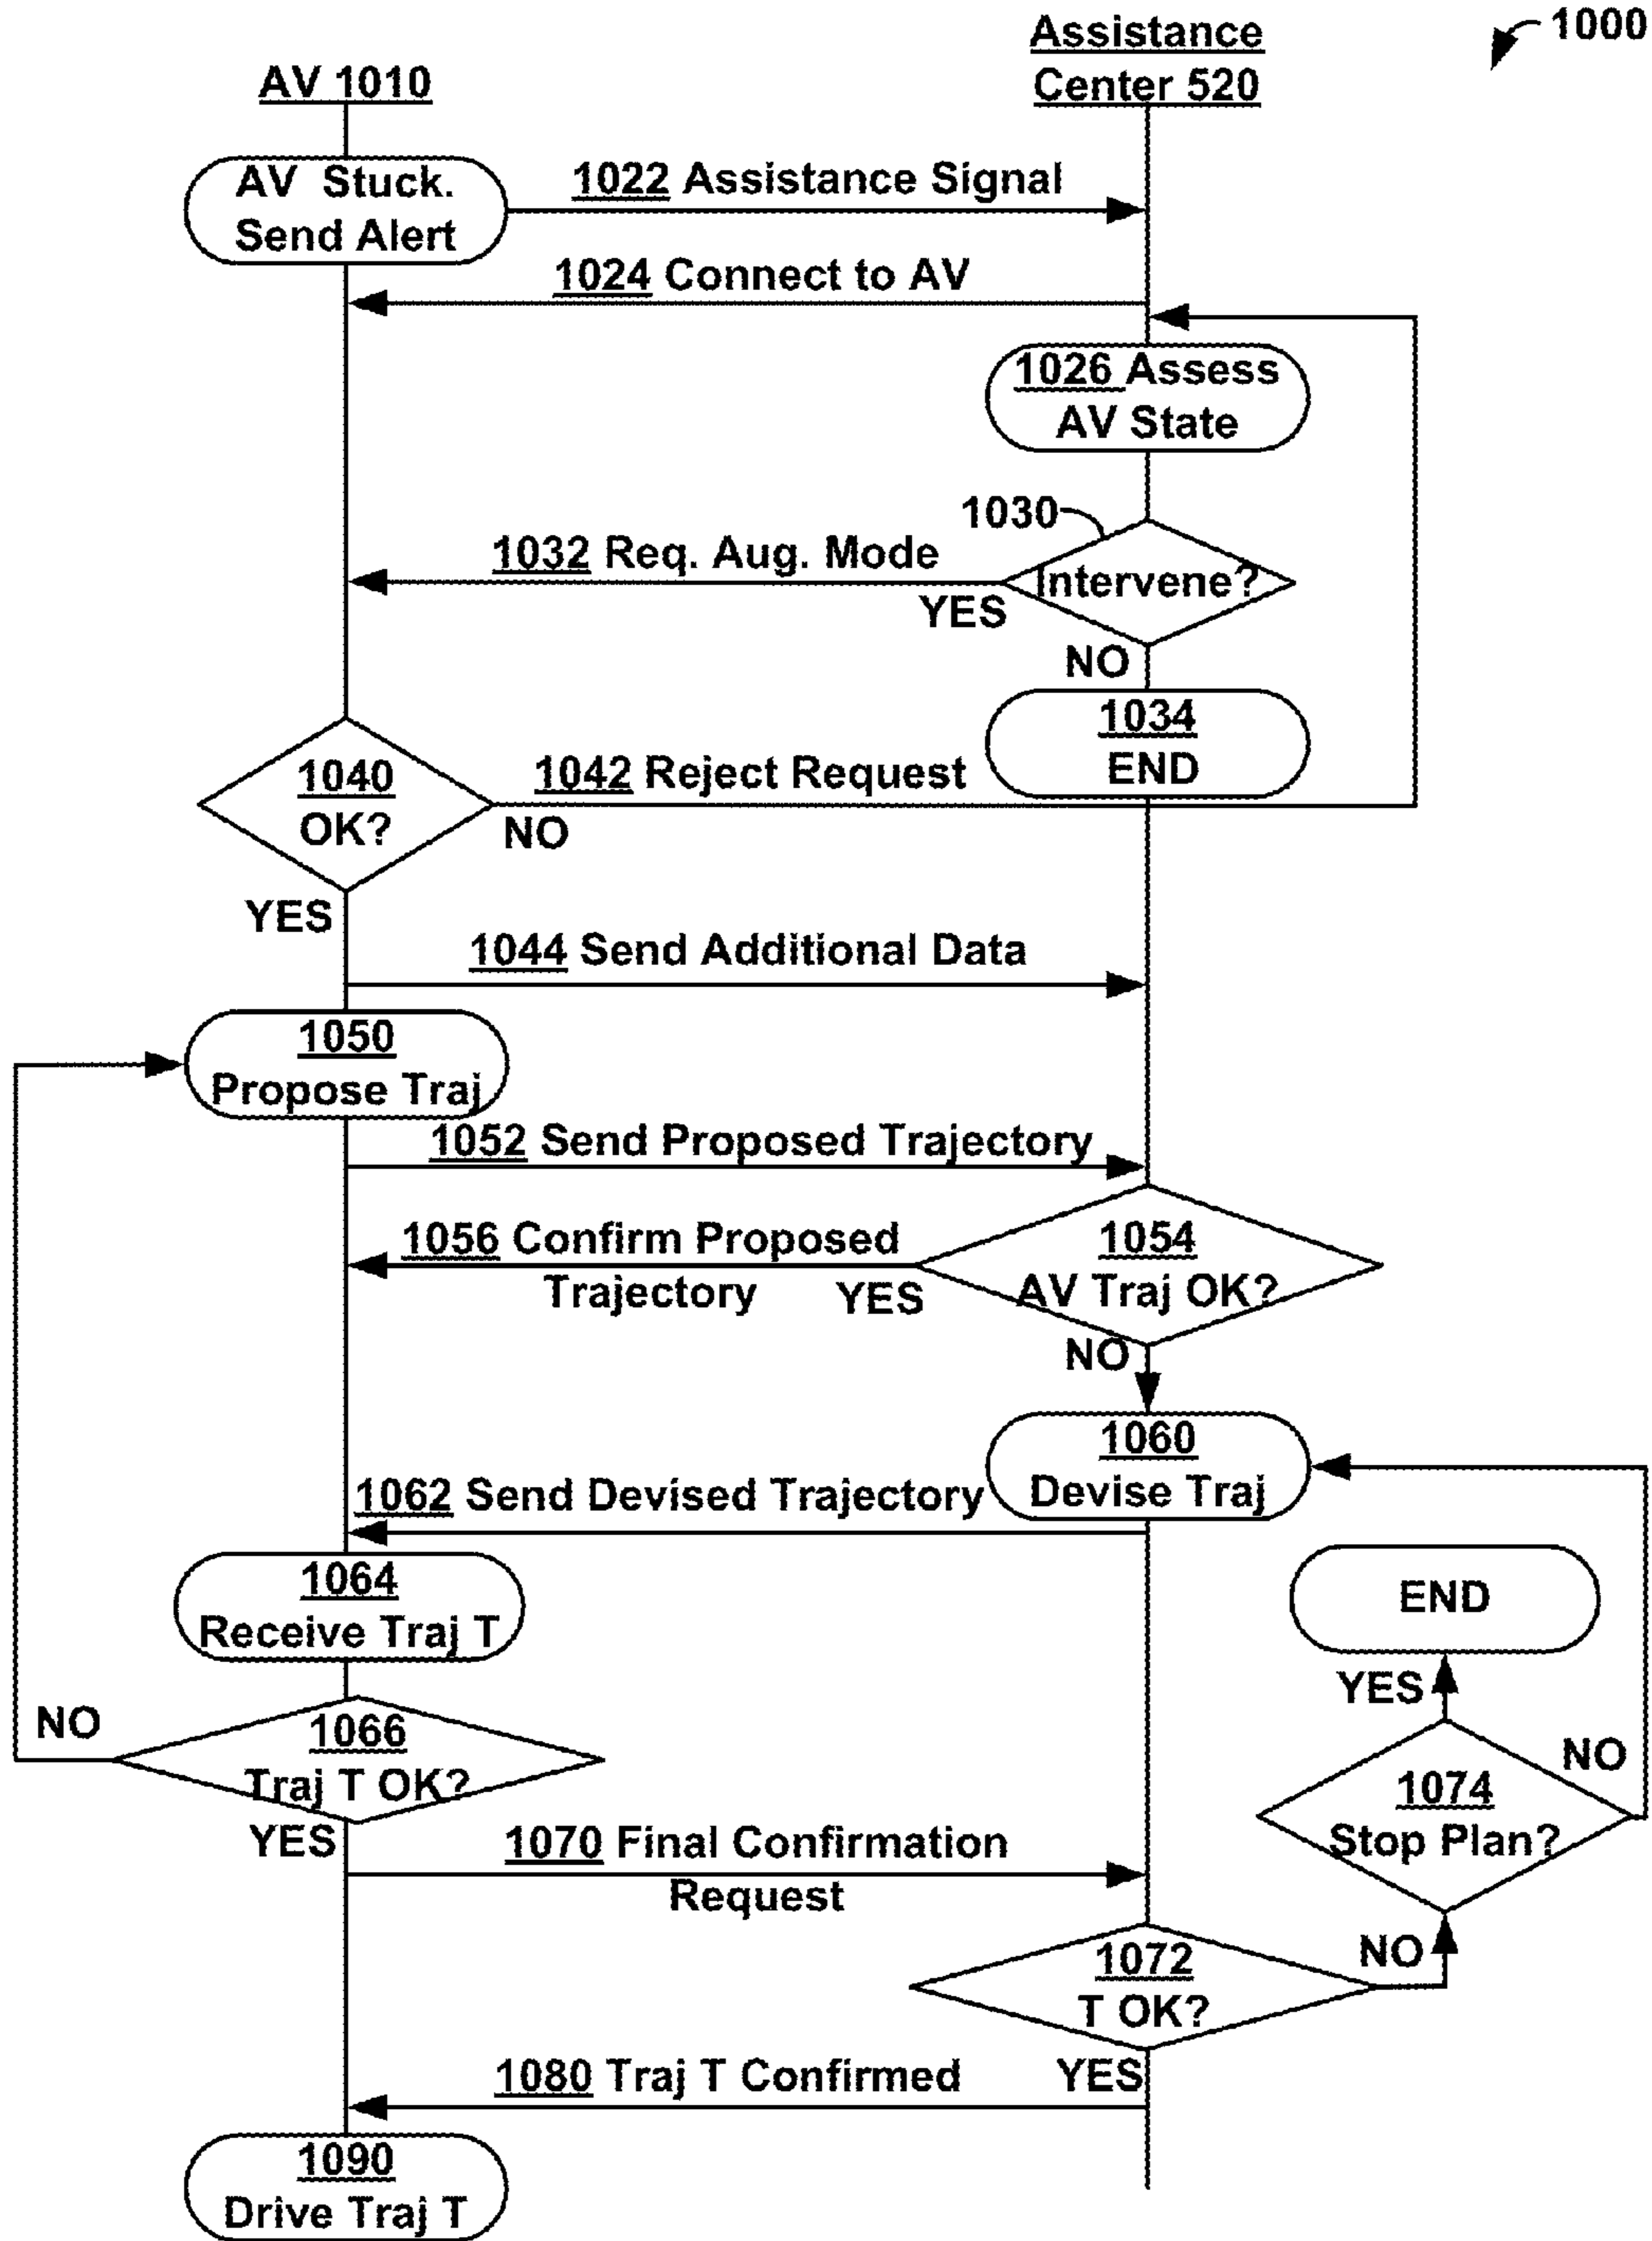 1000
Assistance
Center 520
AV 1010
AV Stuck.
Send Alert
1022 Assistance Signal
1024 Connect to AV
1026 Assess
AV State
1030
1032 Req. Aug. Mode
Intervene?
YES
NO
1034
END
1040
OK?
1042 Reject Request
NO
YES
1044 Send Additional Data
1050
Propose Traj
1052 Send Proposed Trajectory
1056 Confirm Proposed
Trajectory
YES
1054
AV Traj OK?
NO
1060
Devise Traj
1062 Send Devised Trajectory
1064
Receive Traj T
END
YES
NO
1066
Traj T OK?
NO
1074
Stop Plan?
YES
1070 Final Confirmation
Request
1072
T OK?
NO
YES
1080 Traj T Confirmed
1090
Drive Traj T